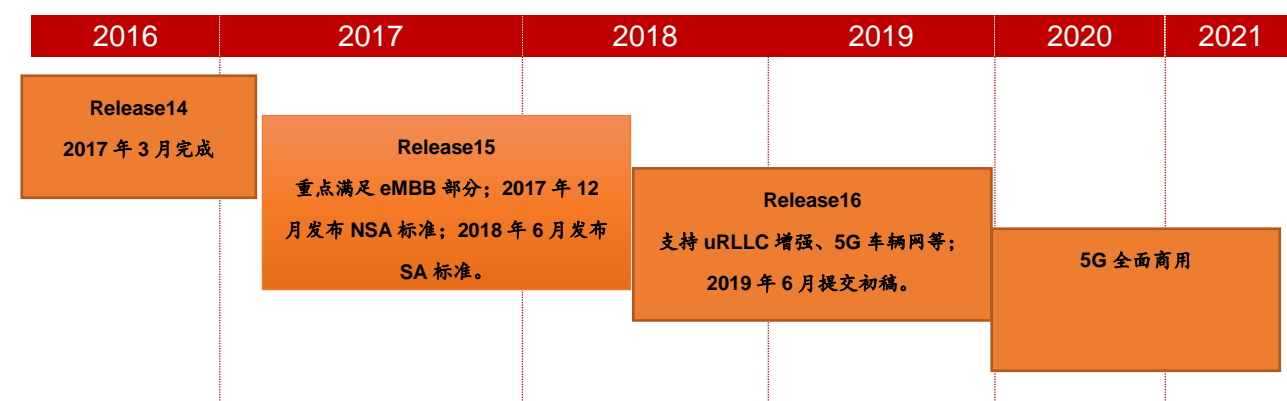 2016 2017 2018 2019 2020 2021
Release14
2017 年 3 月完成
Release15
重点满足 eMBB 部分；2017 年 12
月发布 NSA 标准；2018 年 6 月发布
SA 标准。
Release16
支持 uRLLC 增强、5G 车辆网等；
2019 年 6 月提交初稿。
5G 全面商用